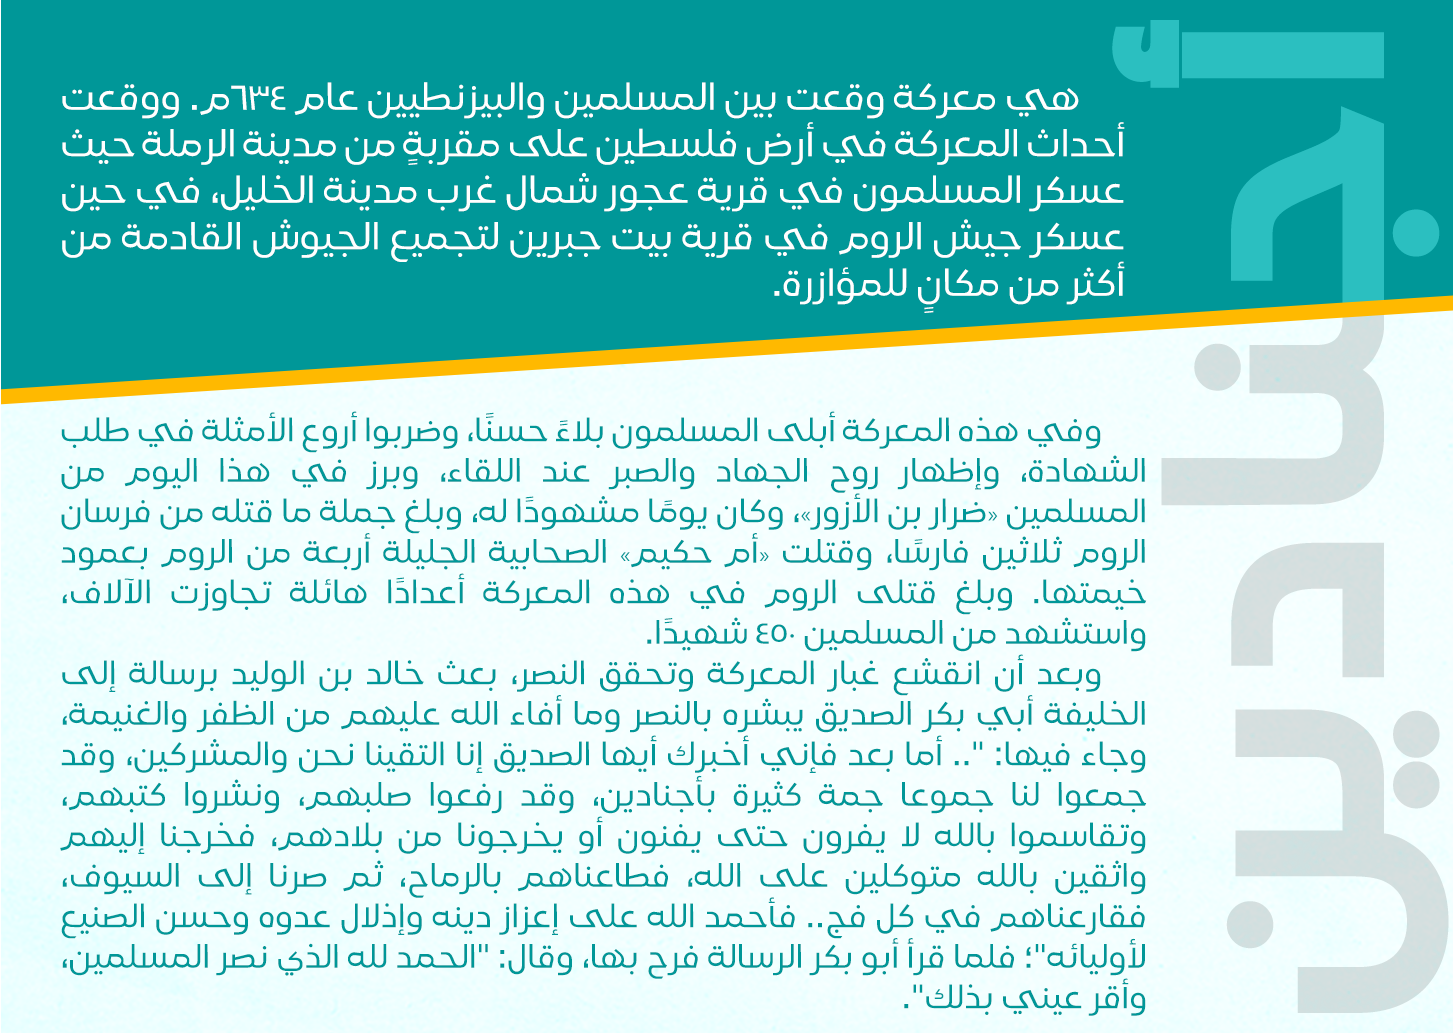 أجنادين
هي معركة وقعت بين المسلمين والبيزنطيين عام ٦٣٤م. ووقعت
أحداث المعركة في أرض فلسطين على مقربةٍ من مدينة الرملة حيث
عسكر المسلمون في قرية عجور شمال غرب مدينة الخليل، في حين
عسكر جيش الروم في قرية بيت جبرين لتجميع الجيوش القادمة من
أكثر من مكانٍ للمؤازرة.
وفي هذه المعركة أبلى المسلمون بلاءً حسنًا، وضربوا أروع الأمثلة في طلب
الشهادة، وإظهار روح الجهاد والصبر عند اللقاء، وبرز في هذا اليوم من
المسلمين «ضرار بن الأزور»، وكان يومًا مشهودًا له، وبلغ جملة ما قتله من فرسان
الروم ثلاثين فارسًا، وقتلت «أم حكيم» الصحابية الجليلة أربعة من الروم بعمود
خيمتها. وبلغ قتلى الروم في هذه المعركة أعدادًا هائلة تجاوزت الآلاف،
واستشهد من المسلمين ٤٥٠ شهيدًا.
وبعد أن انقشع غبار المعركة وتحقق النصر، بعث خالد بن الوليد برسالة إلى
الخليفة أبي بكر الصديق يبشره بالنصر وما أفاء الله عليهم من الظفر والغنيمة،
وجاء فيها: ".. أما بعد فإني أخبرك أيها الصديق إنا التقينا نحن والمشركين، وقد
جمعوا لنا جموعا جمة كثيرة بأجنادين، وقد رفعوا صلبهم، ونشروا كتبهم،
وتقاسموا بالله لا يفرون حتى يفنون أو يخرجونا من بلادهم، فخرجنا إليهم
واثقين بالله متوكلين على الله، فطاعناهم بالرماح، ثم صرنا إلى السيوف،
فقارعناهم في كل فج.. فأحمد الله على إعزاز دينه وإذلال عدوه وحسن الصنيع
لأوليائه"؛ فلما قرأ أبو بكر الرسالة فرح بها، وقال: "الحمد لله الذي نصر المسلمين،
وأقر عيني بذلك".